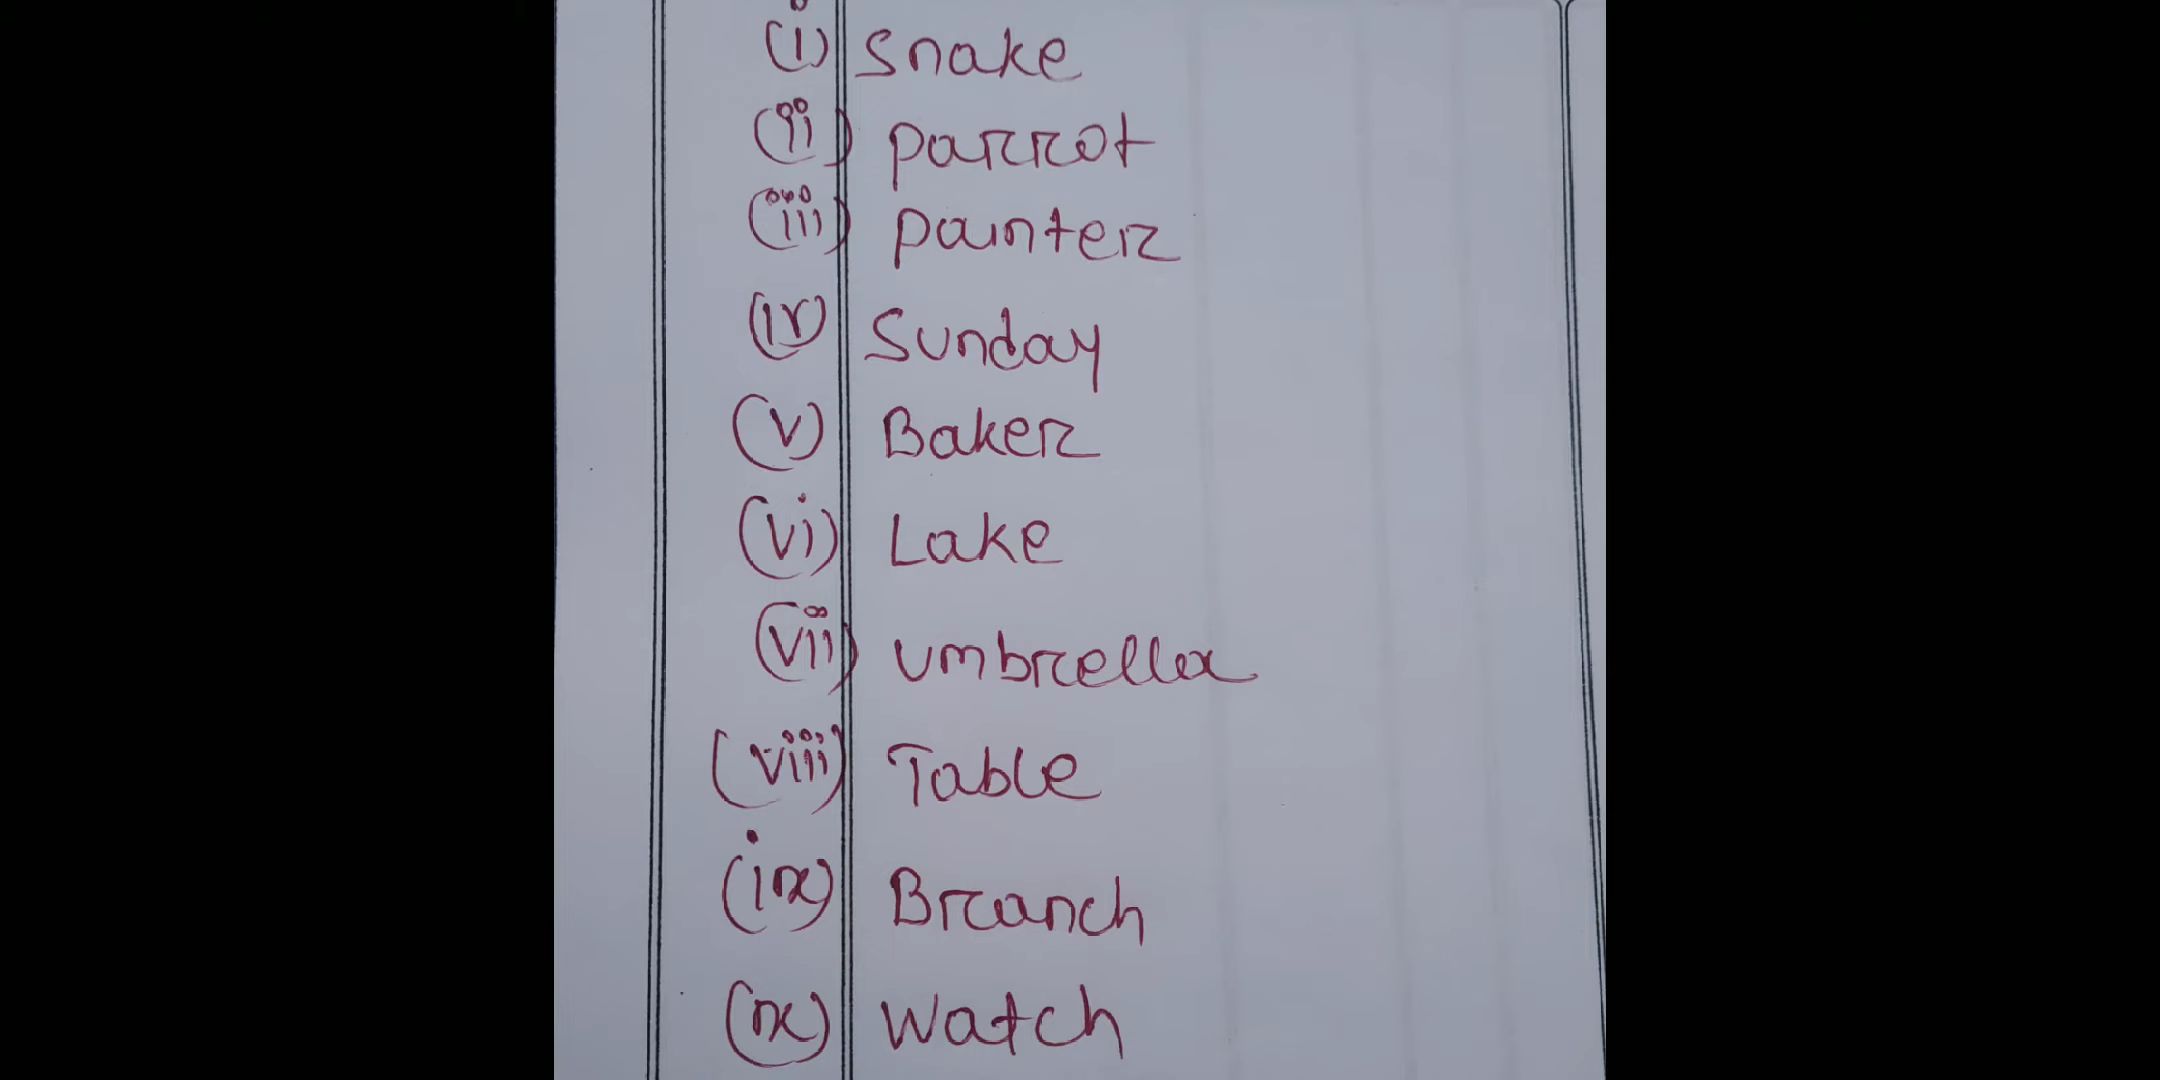 (i) Snake
(ii) parrot
(iii) painter
(iv) Sunday
(v) Baker
(vi) Lake
(vii) umbrella
(viii) Table
(ix) Branch
(x) Watch